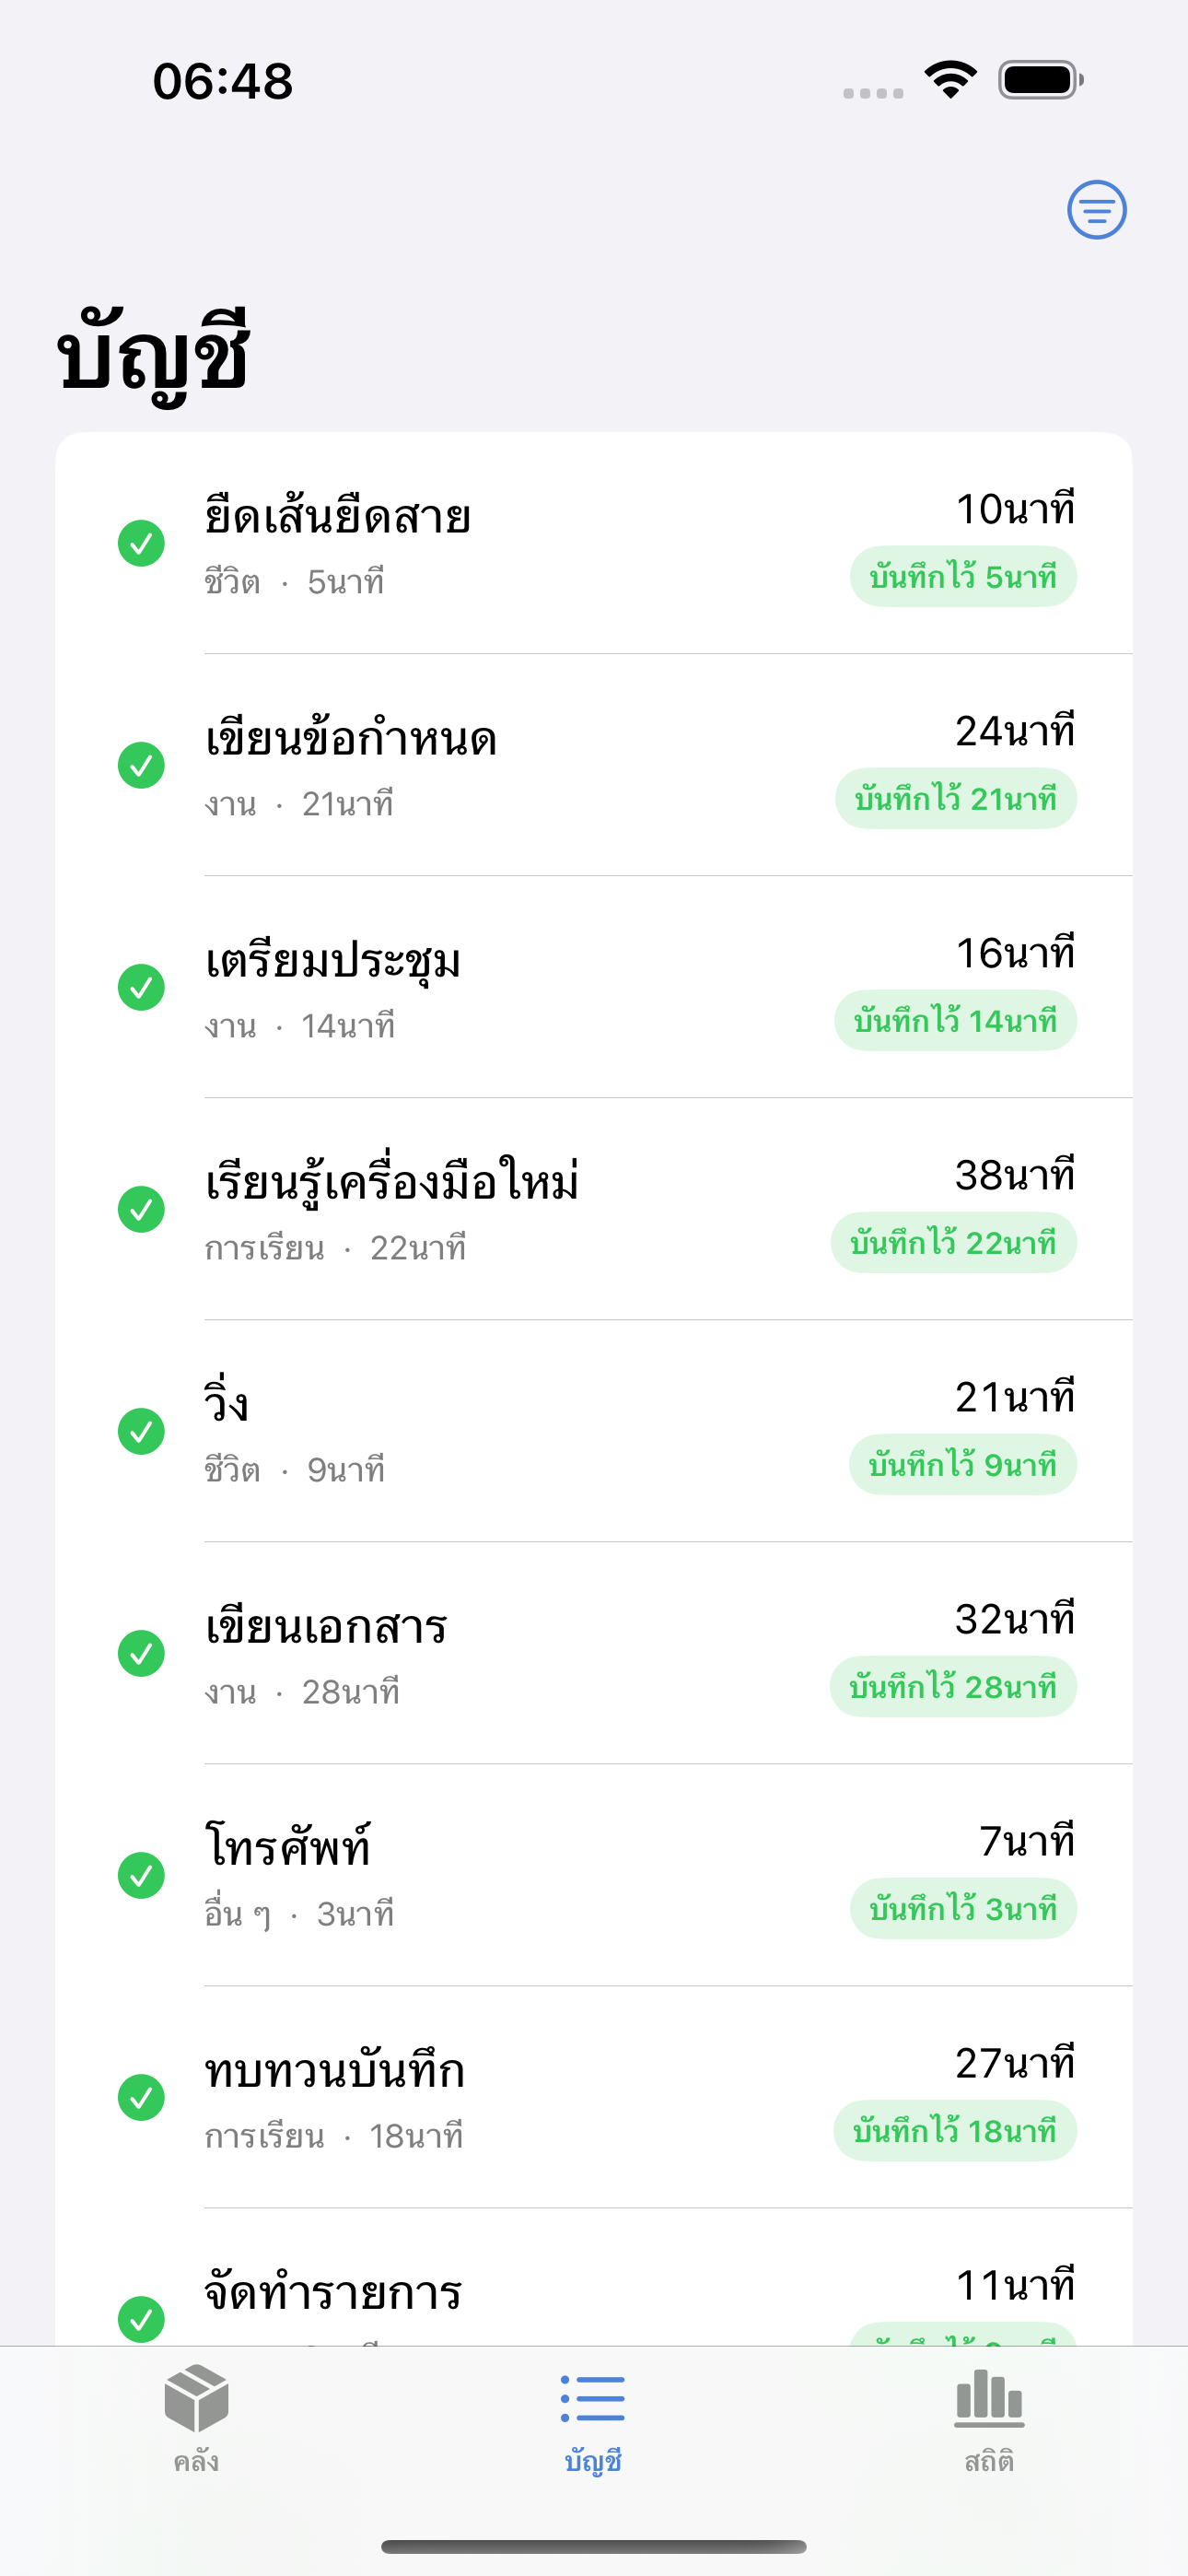 06:48
บัญชี
ยืดเส้นยืดสาย
10นาที
ชีวิต · 5นาที
บันทึกไว้ 5นาที
เขียนข้อกำหนด
24นาที
งาน · 21นาที
บันทึกไว้ 21นาที
เตรียมประชุม
16นาที
งาน · 14นาที
บันทึกไว้ 14นาที
เรียนรู้เครื่องมือใหม่
38นาที
การเรียน · 22นาที
บันทึกไว้ 22นาที
วิ่ง
21นาที
ชีวิต · 9นาที
บันทึกไว้ 9นาที
เขียนเอกสาร
32นาที
งาน · 28นาที
บันทึกไว้ 28นาที
โทรศัพท์
7นาที
อื่น ๆ · 3นาที
บันทึกไว้ 3นาที
ทบทวนบันทึก
27นาที
การเรียน · 18นาที
บันทึกไว้ 18นาที
จัดทำรายการ
11นาที
คลัง
บัญชี
สถิติ